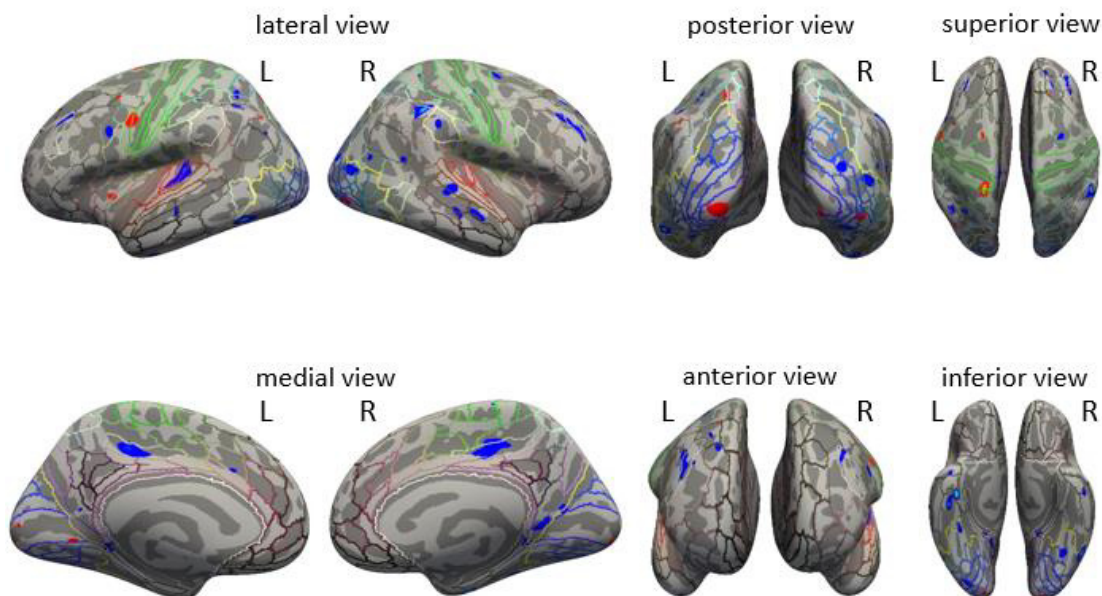 lateral view
L R
posterior view
L R
superior view
L R
medial view
L R
anterior view
L R
inferior view
L R